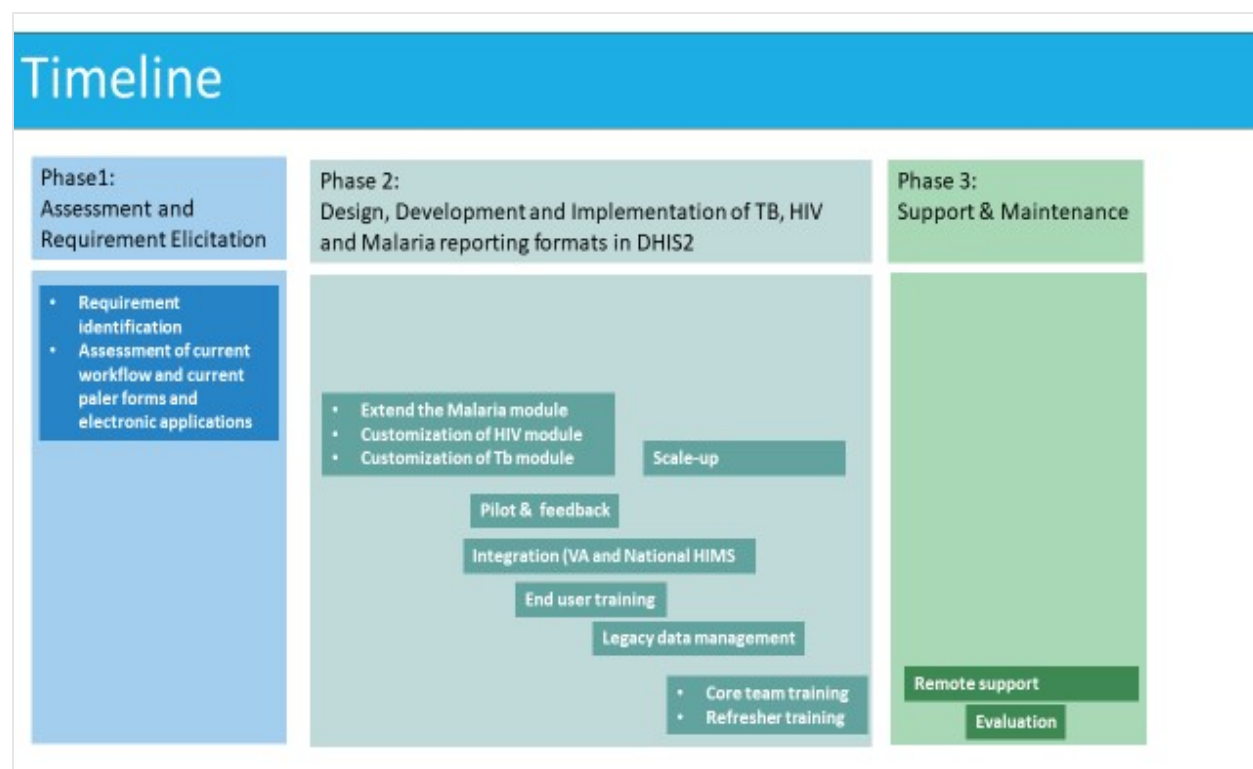 Timeline
Phase1:
Assessment and
Requirement Elicitation
• Requirement
identification
• Assessment of current
workflow and current
paler forms and
electronic applications
Phase 2:
Design, Development and Implementation of TB, HIV
and Malaria reporting formats in DHIS2
• Extend the Malaria module
• Customization of HIV module
• Customization of Tb module
Scale-up
Pilot & feedback
Integration (VA and National HIMS
End user training
Legacy data management
• Core team training
• Refresher training
Phase 3:
Support & Maintenance
Remote support
Evaluation